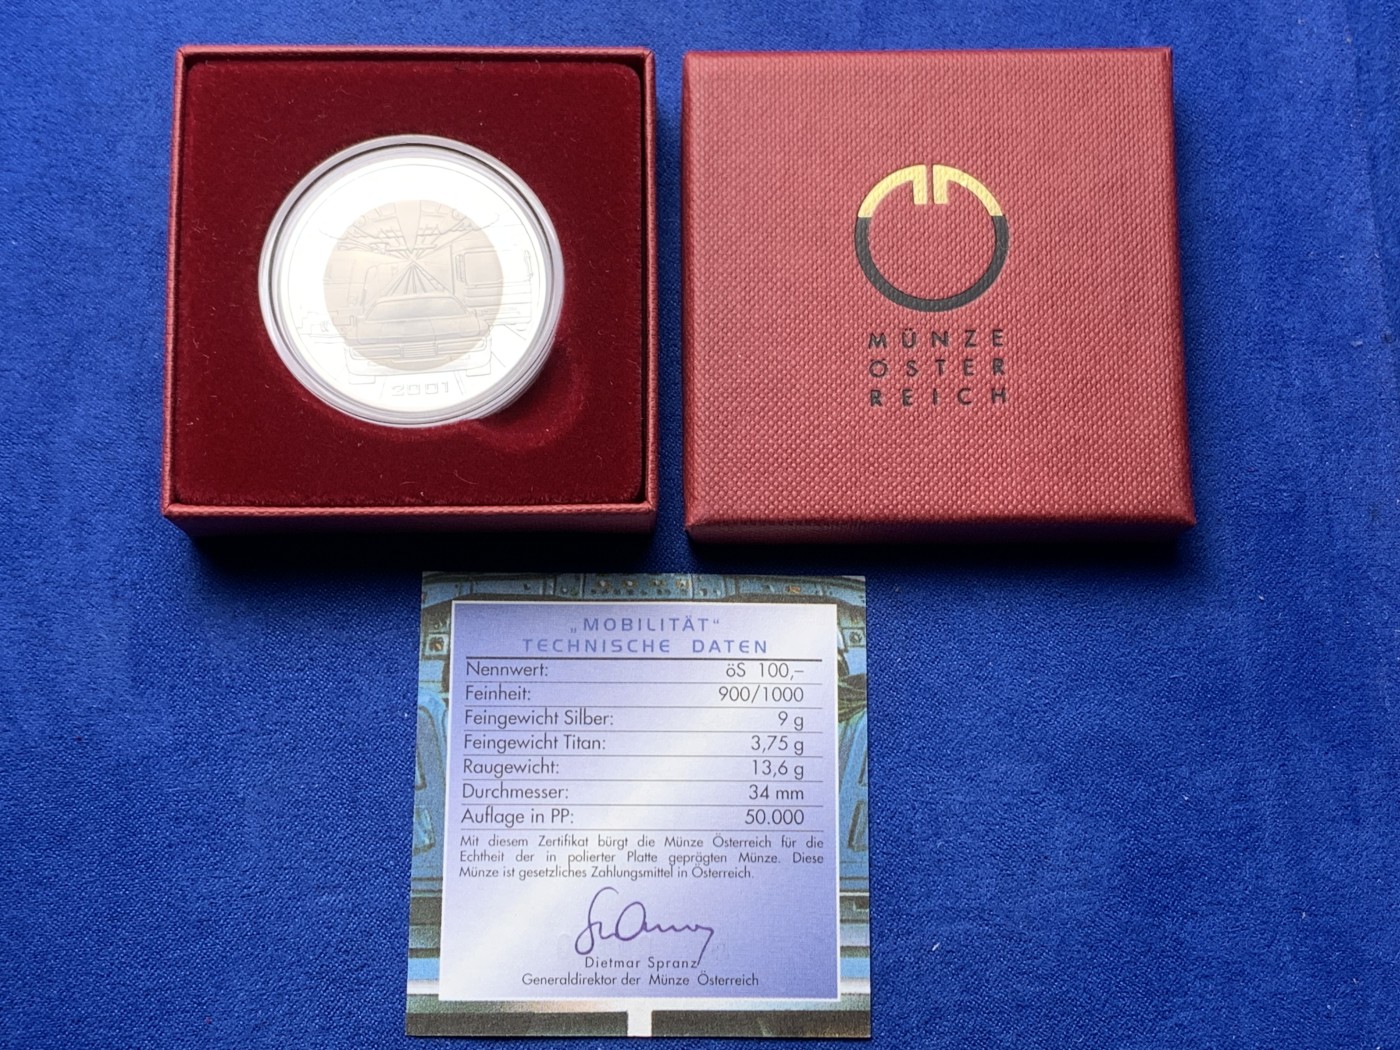 2001
MÜNZE
ÖSTER
REICH
„MOBILITÄT“
TECHNISCHE DATEN
Nennwert: öS 100,–
Feinheit: 900/1000
Feingewicht Silber: 9 g
Feingewicht Titan: 3,75 g
Raugewicht: 13,6 g
Durchmesser: 34 mm
Auflage in PP: 50.000
Mit diesem Zertifikat bürgt die Münze Österreich für die
Echtheit der in polierter Platte geprägten Münze. Diese
Münze ist gesetzliches Zahlungsmittel in Österreich.
Dietmar Spranz
Generaldirektor der Münze Österreich